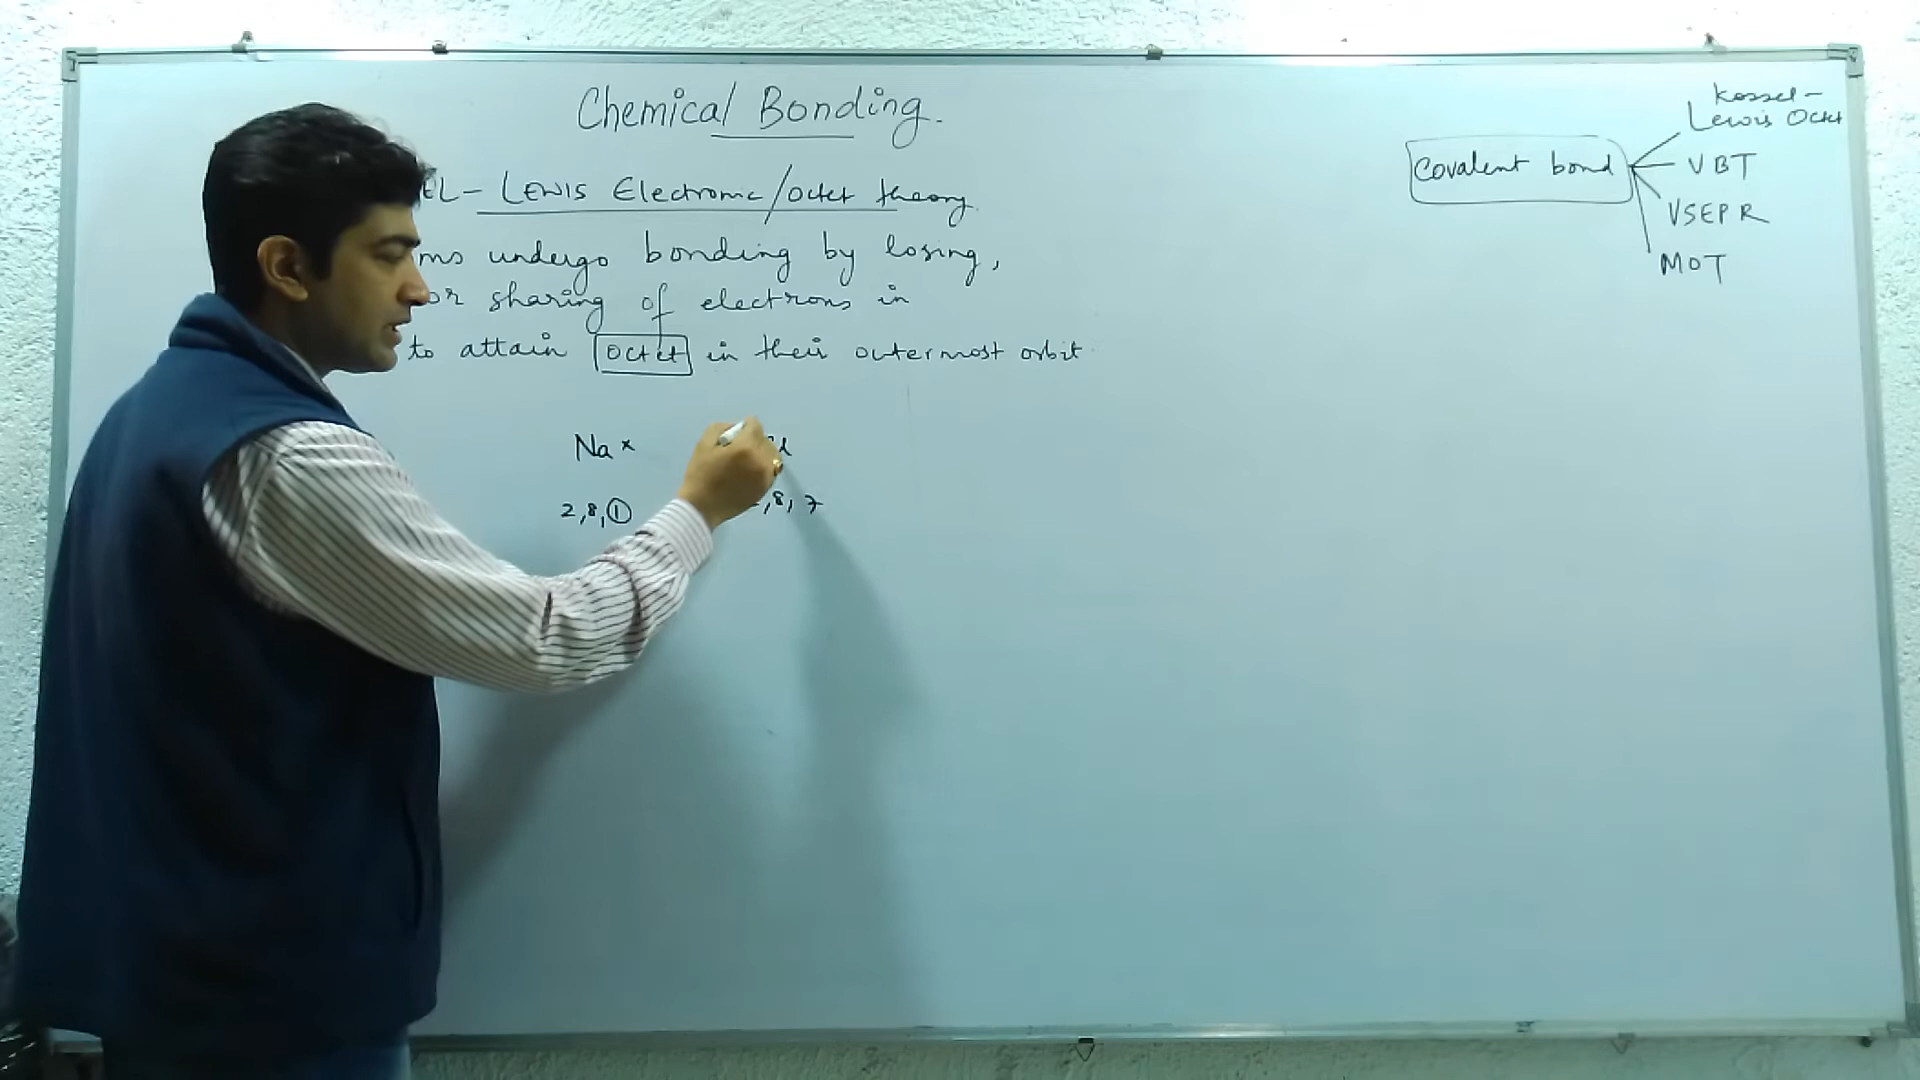 Chemical Bonding.
EL- LEWIS Electronic/octet theory
ms undergo bonding by losing,
or sharing of electrons in
to attain octet in their outermost orbit
Na x
2,8,1
,8,7
Kossel-
Lewis Octet
Covalent bond
VBT
VSEPR
MOT